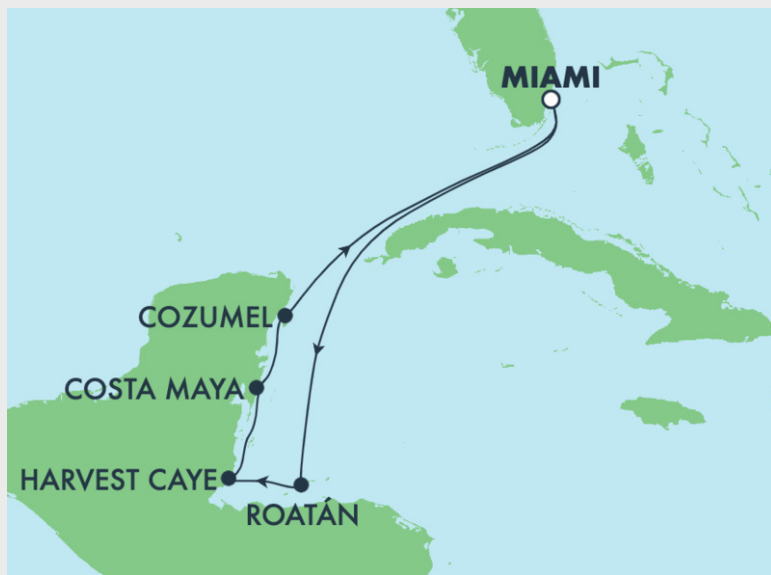 MIAMI
COZUMEL
COSTA MAYA
HARVEST CAYE
ROATÁN